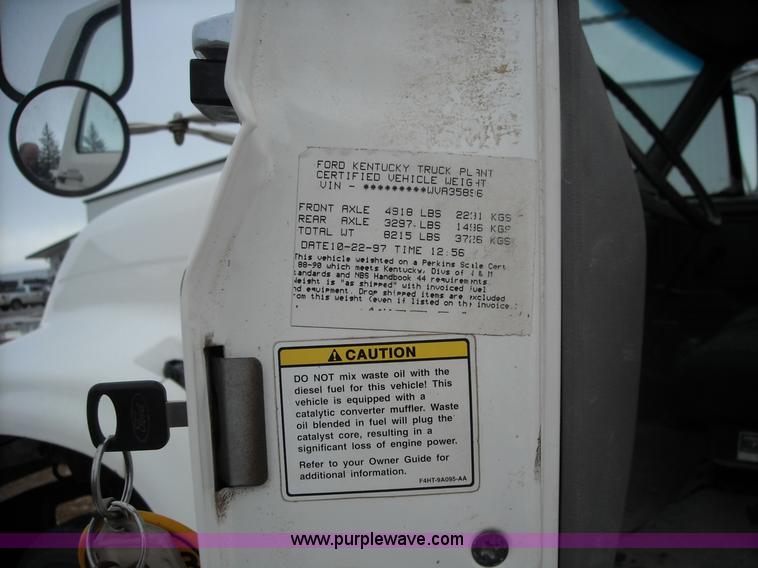 FORD KENTUCKY TRUCK PLANT
CERTIFIED VEHICLE WEIGHT
VIN - *********WVA35896
FRONT AXLE 4918 LBS 2231 KGS
REAR AXLE 3297 LBS 1496 KGS
TOTAL WT 8215 LBS 3726 KGS
DATE10-22-97 TIME 12:56
This vehicle weighted on a Perkins Scale Cert
88-90 which meets Kentucky, Divs of W & M
tandards and NBS Handbook 44 requirements
Weight is "as shipped" with invoiced fuel
nd equipment. Drop shipped items are excluded
om this weight (even if listed on the invoice
CAUTION
DO NOT mix waste oil with the
diesel fuel for this vehicle! This
vehicle is equipped with a
catalytic converter muffler. Waste
oil blended in fuel will plug the
catalyst core, resulting in a
significant loss of engine power.
Refer to your Owner Guide for
additional information.
F4HT-9A095-AA
Ford
www.purplewave.com